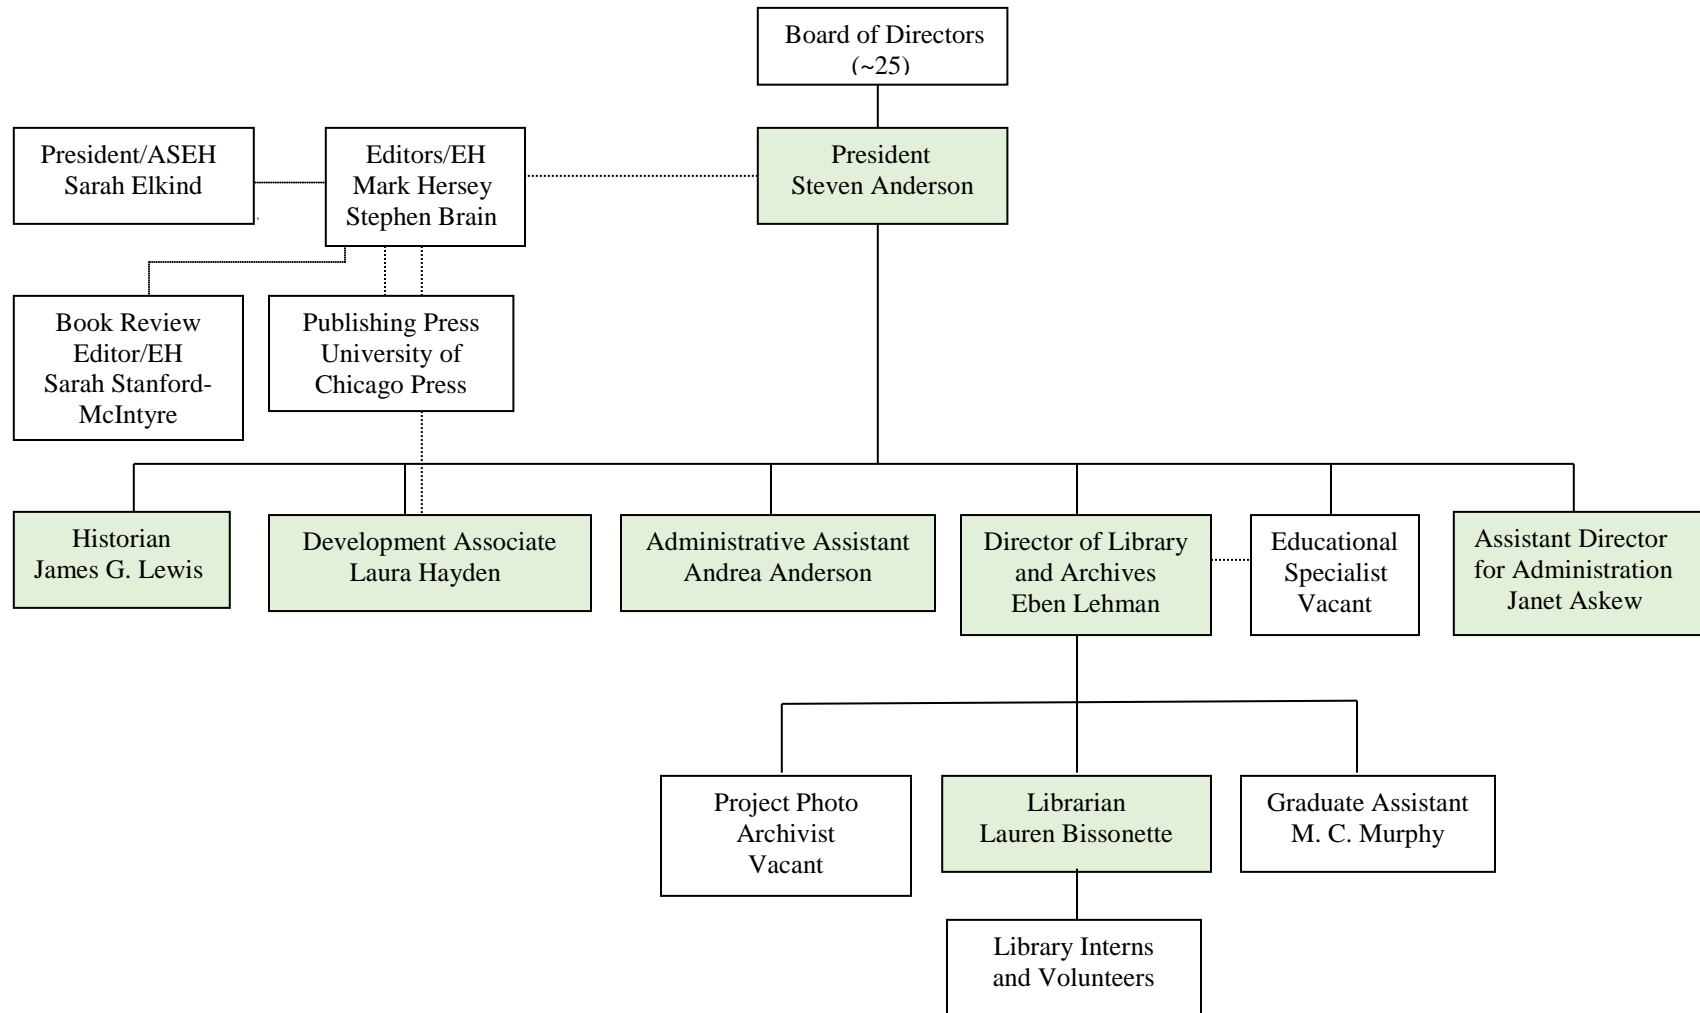 Board of Directors
(~25)
President/ASEH
Sarah Elkind
Editors/EH
Mark Hersey
Stephen Brain
President
Steven Anderson
Book Review
Editor/EH
Sarah Stanford-
McIntyre
Publishing Press
University of
Chicago Press
Historian
James G. Lewis
Development Associate
Laura Hayden
Administrative Assistant
Andrea Anderson
Director of Library
and Archives
Eben Lehman
Educational
Specialist
Vacant
Assistant Director
for Administration
Janet Askew
Project Photo
Archivist
Vacant
Librarian
Lauren Bissonette
Graduate Assistant
M. C. Murphy
Library Interns
and Volunteers